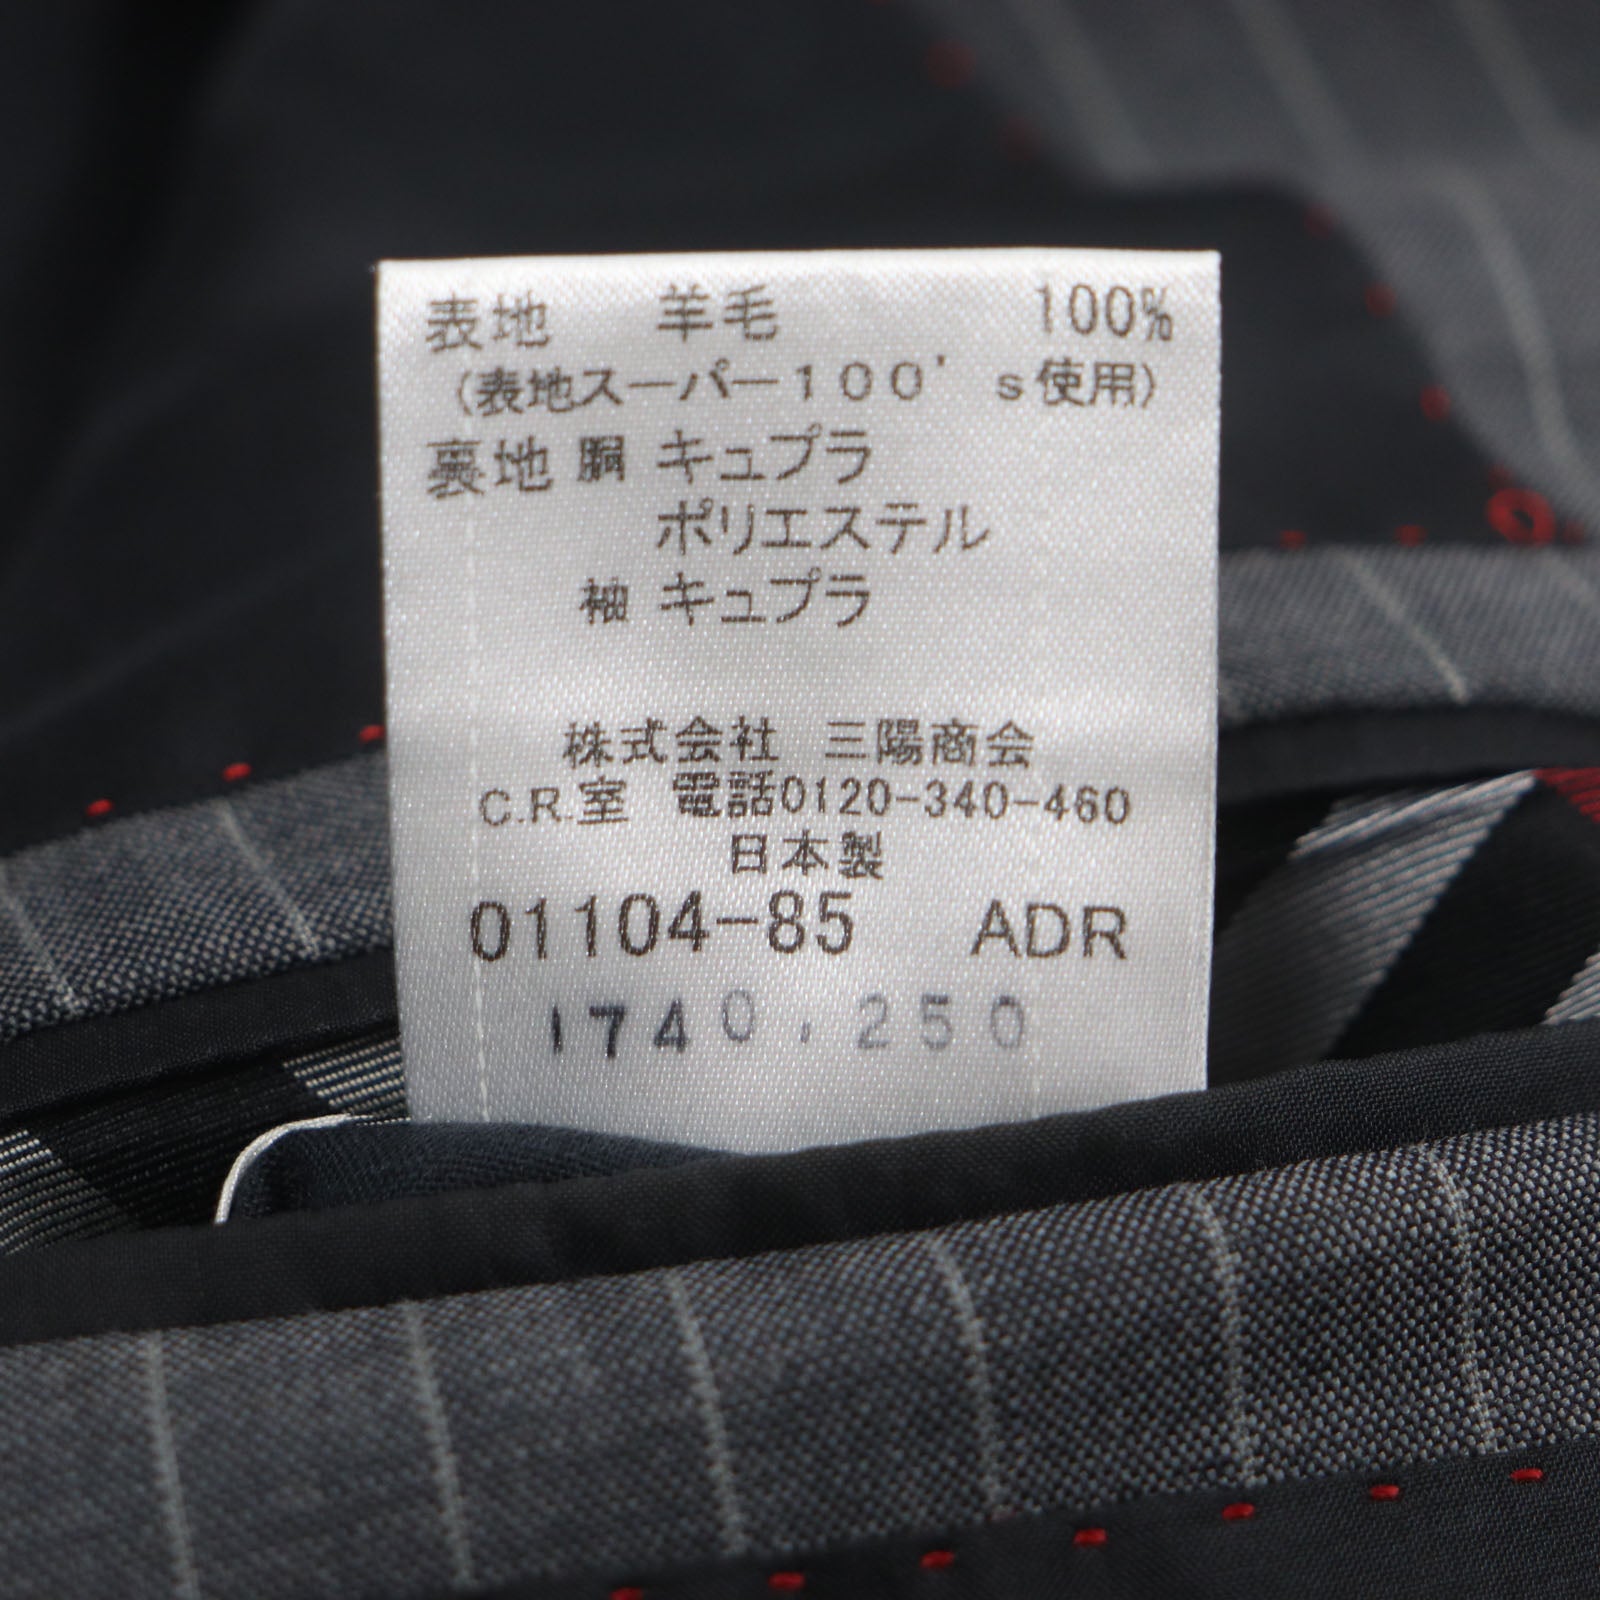 表地 羊毛 100%
(表地スーパー100's使用)
裏地 胴 キュプラ
ポリエステル
袖 キュプラ
株式会社 三陽商会
C.R.室 電話0120-340-460
日本製
01104-85 ADR
1740,250